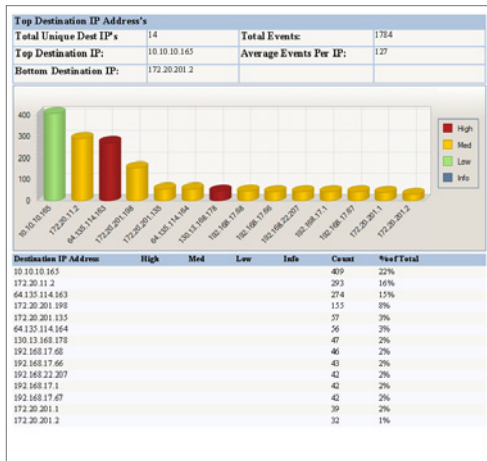 Top Destination IP Address's
Total Unique Dest IP's 14 Total Events: 1784
Top Destination IP: 10.10.10.165 Average Events Per IP: 127
Bottom Destination IP: 172.20.201.2
400
300
200
100
0
High
Med
Low
Info
10.10.10.165
172.20.11.2
64.135.114.163
172.20.201.198
172.20.201.135
64.135.114.164
130.13.168.178
192.168.17.68
192.168.17.66
192.168.22.207
192.168.17.1
192.168.17.67
172.20.201.1
172.20.201.2
Destination IP Address High Med Low Info Count %of Total
10.10.10.165 409 22%
172.20.11.2 293 16%
64.135.114.163 274 15%
172.20.201.198 155 8%
172.20.201.135 57 3%
64.135.114.164 56 3%
130.13.168.178 47 2%
192.168.17.68 46 2%
192.168.17.66 43 2%
192.168.22.207 42 2%
192.168.17.1 42 2%
192.168.17.67 42 2%
172.20.201.1 39 2%
172.20.201.2 32 1%